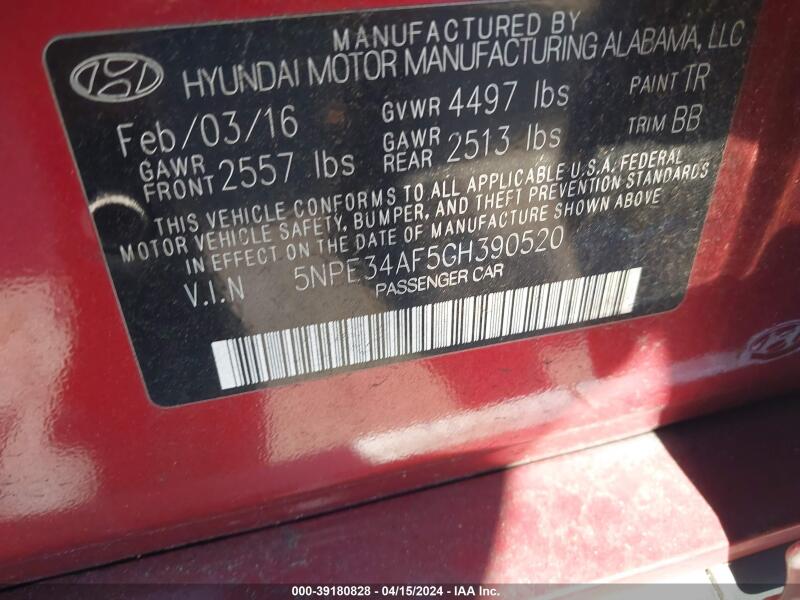 MANUFACTURED BY
HYUNDAI MOTOR MANUFACTURING ALABAMA, LLC
Feb/03/16 GVWR 4497 lbs PAINT TR
GAWR FRONT 2557 lbs GAWR REAR 2513 lbs TRIM BB
THIS VEHICLE CONFORMS TO ALL APPLICABLE U.S.A. FEDERAL
MOTOR VEHICLE SAFETY, BUMPER, AND THEFT PREVENTION STANDARDS
IN EFFECT ON THE DATE OF MANUFACTURE SHOWN ABOVE
V.I.N 5NPE34AF5GH390520
PASSENGER CAR
000-39180828 - 04/15/2024 - IAA Inc.